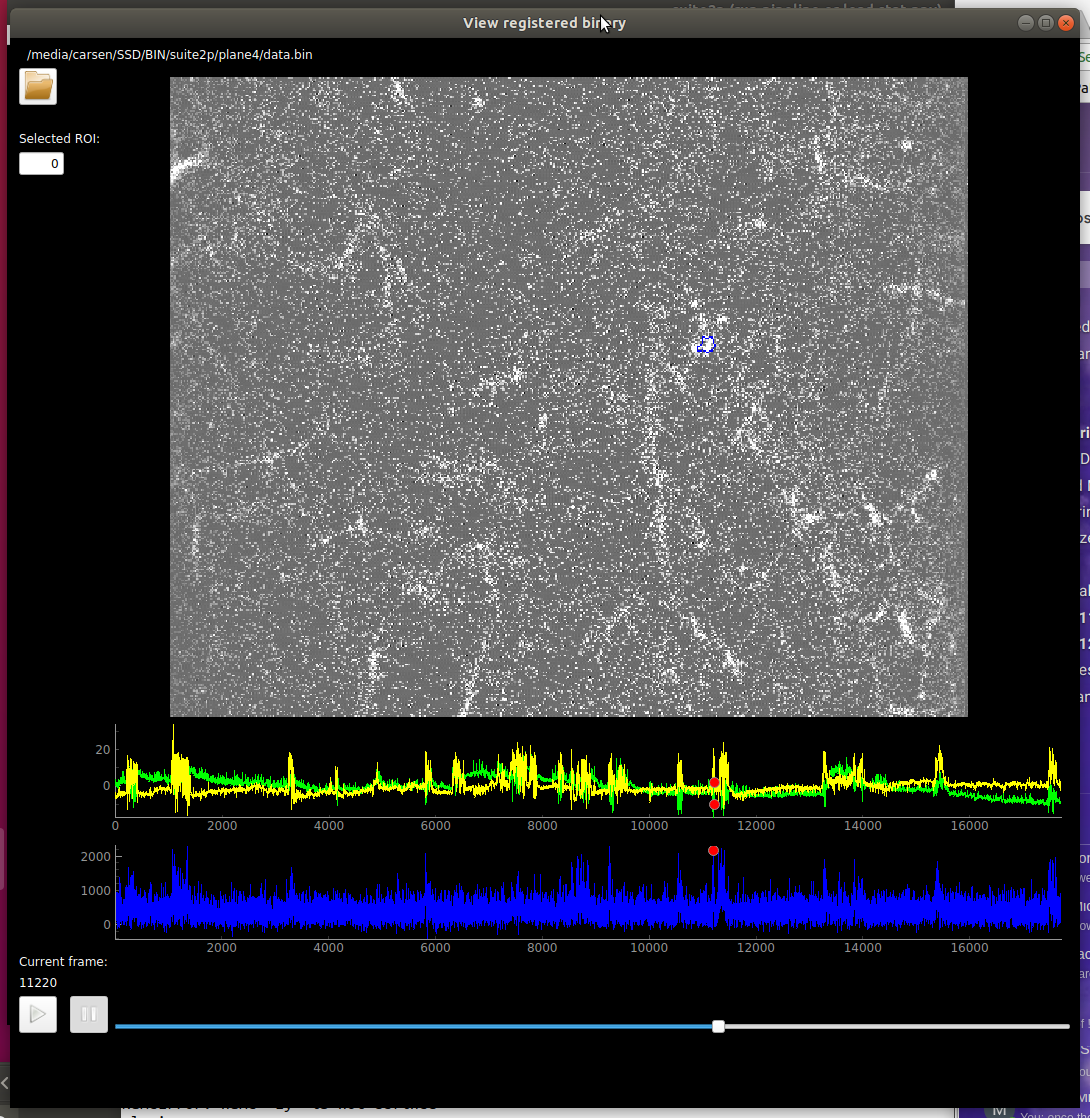 View registered binary
/media/carsen/SSD/BIN/suite2p/plane4/data.bin
Selected ROI:
0
20
0
0 2000 4000 6000 8000 10000 12000 14000 16000
2000
1000
0
2000 4000 6000 8000 10000 12000 14000 16000
Current frame:
11220